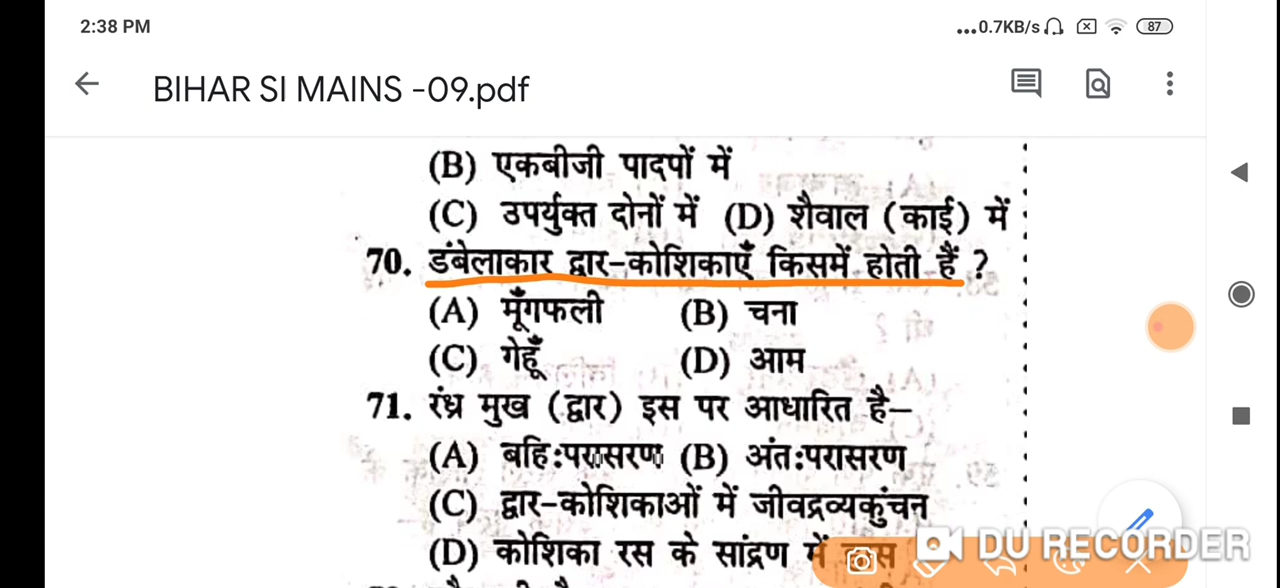 2:38 PM
...0.7KB/s 87
BIHAR SI MAINS -09.pdf
(B) एकबीजी पादपों में
(C) उपर्युक्त दोनों में (D) शैवाल (काई) में
70. डंबेलाकार द्वार-कोशिकाएँ किसमें होती हैं ?
(A) मूँगफली (B) चना
(C) गेहूँ (D) आम
71. रंध्र मुख (द्वार) इस पर आधारित है–
(A) बहि:परासरण (B) अंत:परासरण
(C) द्वार-कोशिकाओं में जीवद्रव्यकुंचन
(D) कोशिका रस के सांद्रण में
DU RECORDER